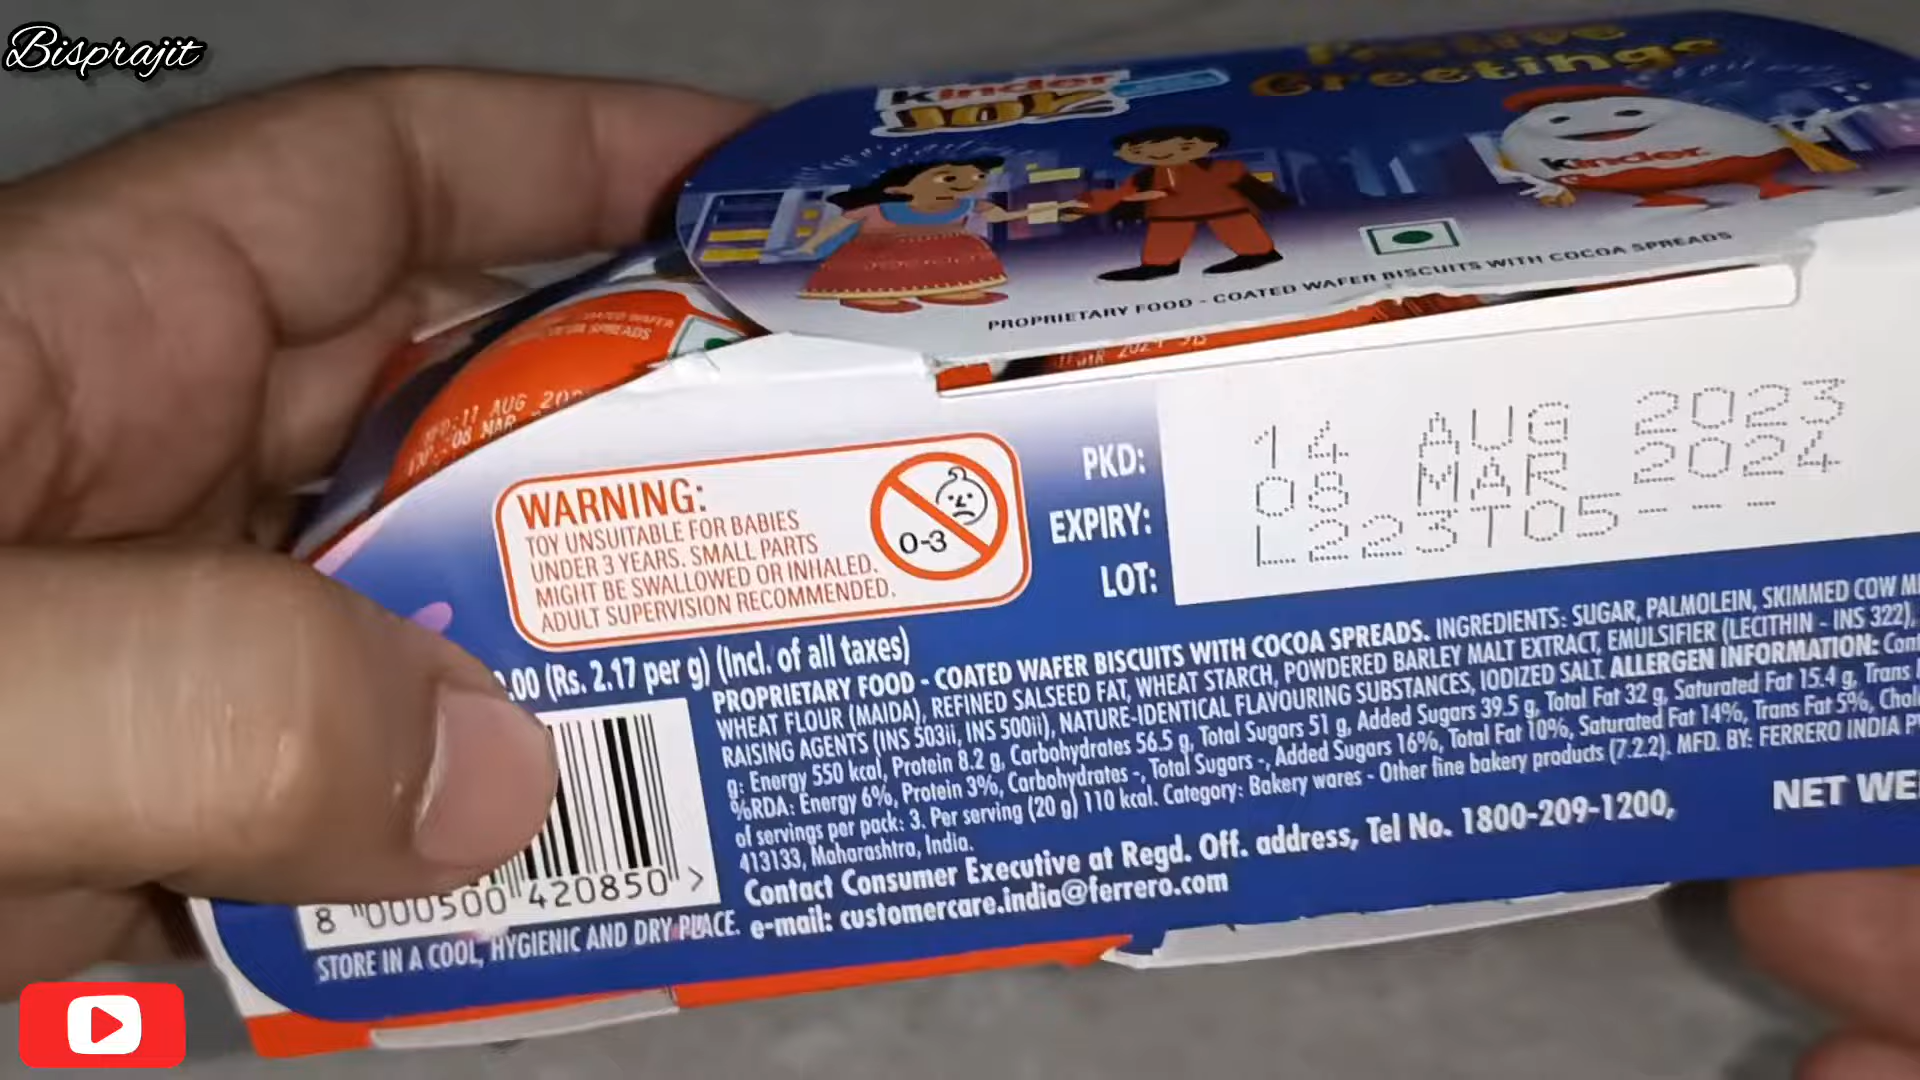 Bisprajit
Kinder
JOY
Festive
Greetings
kinder
PROPRIETARY FOOD - COATED WAFER BISCUITS WITH COCOA SPREADS
COCOA SPREADS
11 AUG
08 MAR
PKD: 14 AUG 2023
EXPIRY: 08 MAR 2024
LOT: L223T05---
WARNING:
TOY UNSUITABLE FOR BABIES
UNDER 3 YEARS. SMALL PARTS
MIGHT BE SWALLOWED OR INHALED.
ADULT SUPERVISION RECOMMENDED.
0-3
.00 (Rs. 2.17 per g) (Incl. of all taxes)
PROPRIETARY FOOD - COATED WAFER BISCUITS WITH COCOA SPREADS. INGREDIENTS: SUGAR, PALMOLEIN, SKIMMED COW
WHEAT FLOUR (MAIDA), REFINED SALSEED FAT, WHEAT STARCH, POWDERED BARLEY MALT EXTRACT, EMULSIFIER (LECITHIN - INS 322),
RAISING AGENTS (INS 503ii, INS 500ii), NATURE-IDENTICAL FLAVOURING SUBSTANCES, IODIZED SALT. ALLERGEN INFORMATION:
g: Energy 550 kcal, Protein 8.2 g, Carbohydrates 56.5 g, Total Sugars 51 g, Added Sugars 39.5 g, Total Fat 32 g, Saturated Fat 15.4 g, Trans
%RDA: Energy 6%, Protein 3%, Carbohydrates -, Total Sugars -, Added Sugars 16%, Total Fat 10%, Saturated Fat 14%, Trans Fat 5%,
of servings per pack: 3. Per serving (20 g) 110 kcal. Category: Bakery wares - Other fine bakery products (7.2.2). MFD. BY: FERRERO INDIA
413133, Maharashtra, India.
Contact Consumer Executive at Regd. Off. address, Tel No. 1800-209-1200,
e-mail: customercare.india@ferrero.com
NET
8 000500 420850 >
STORE IN A COOL, HYGIENIC AND DRY PLACE.